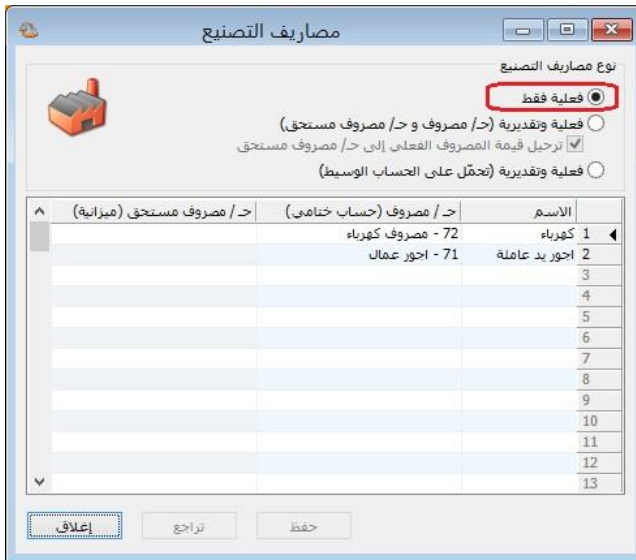 مصاريف التصنيع
نوع مصاريف التصنيع
فعلية فقط
فعلية وتقديرية (حـ/ مصروف و حـ/ مصروف مستحق)
ترحيل قيمة المصروف الفعلي إلى حـ/ مصروف مستحق
فعلية وتقديرية (تحمّل على الحساب الوسيط)
الاسم حـ / مصروف (حساب ختامي) حـ / مصروف مستحق (ميزانية)
1 كهرباء 72 - مصروف كهرباء
2 اجور يد عاملة 71 - اجور عمال
3
4
5
6
7
8
9
10
11
12
13
حفظ تراجع إغلاق